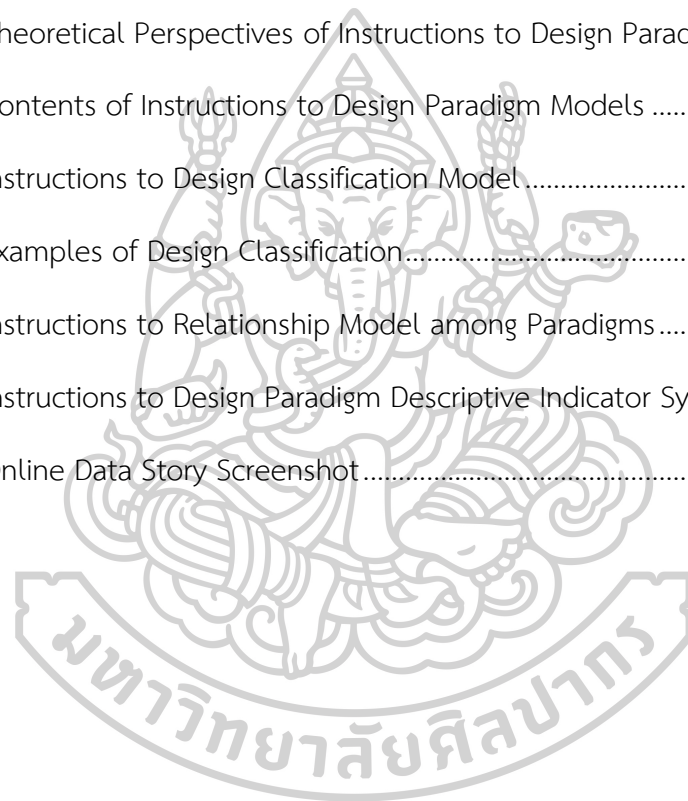 heoretical Perspectives of Instructions to Design Parad
ontents of Instructions to Design Paradigm Models .....
nstructions to Design Classification Model.......................
xamples of Design Classification........................................
nstructions to Relationship Model among Paradigms....
nstructions to Design Paradigm Descriptive Indicator Sy
nline Data Story Screenshot..............................................
มหาวิทยาลัยศิลปากร